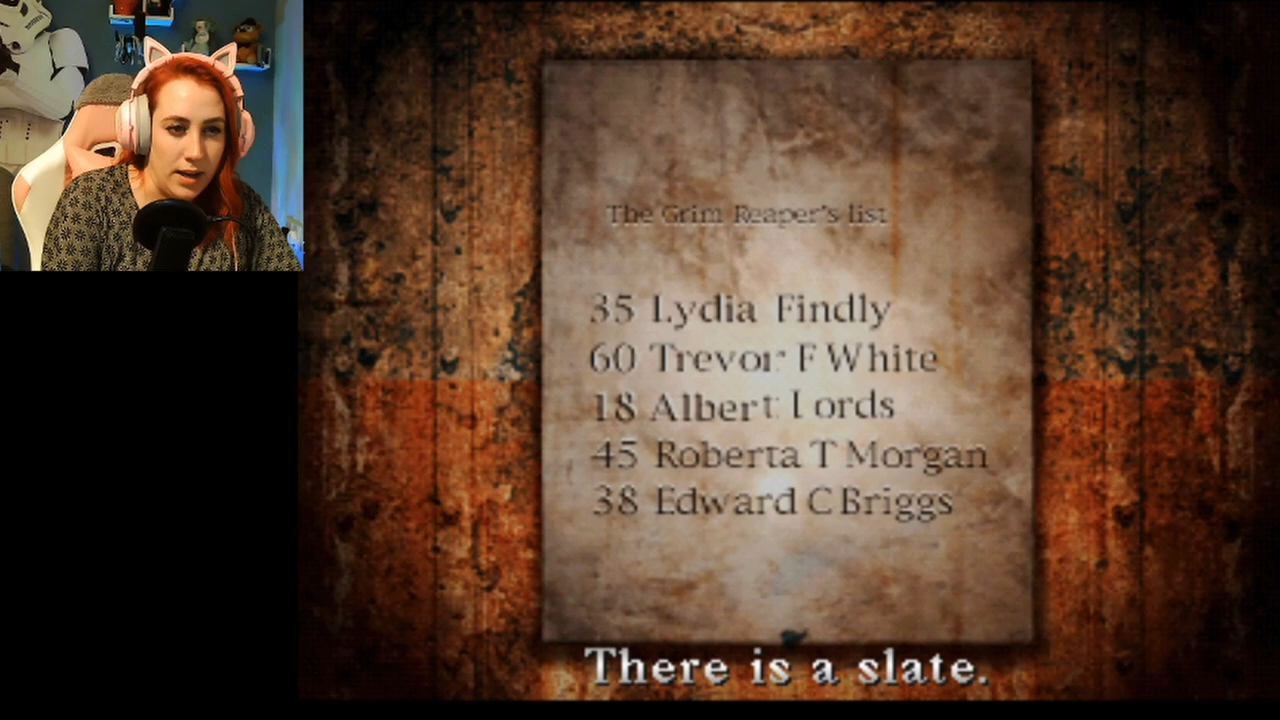 The Grim Reaper's list
35 Lydia Findly
60 Trevor F White
18 Albert Lords
45 Roberta T Morgan
38 Edward C Briggs
There is a slate.